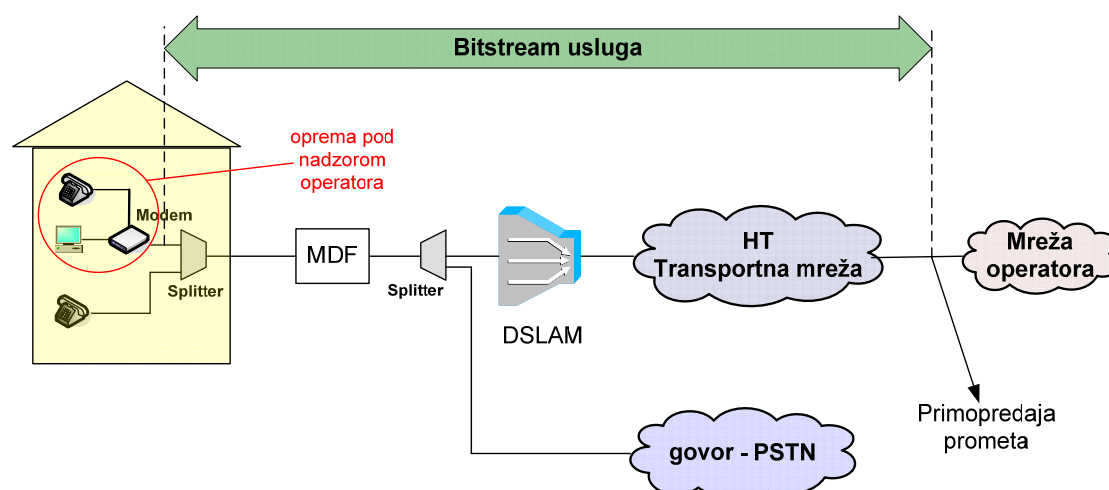 Bitstream usluga
oprema pod
nadzorom
operatora
Modem
Splitter
MDF
Splitter
DSLAM
HT
Transportna mreža
Mreža
operatora
Primopredaja
prometa
govor - PSTN